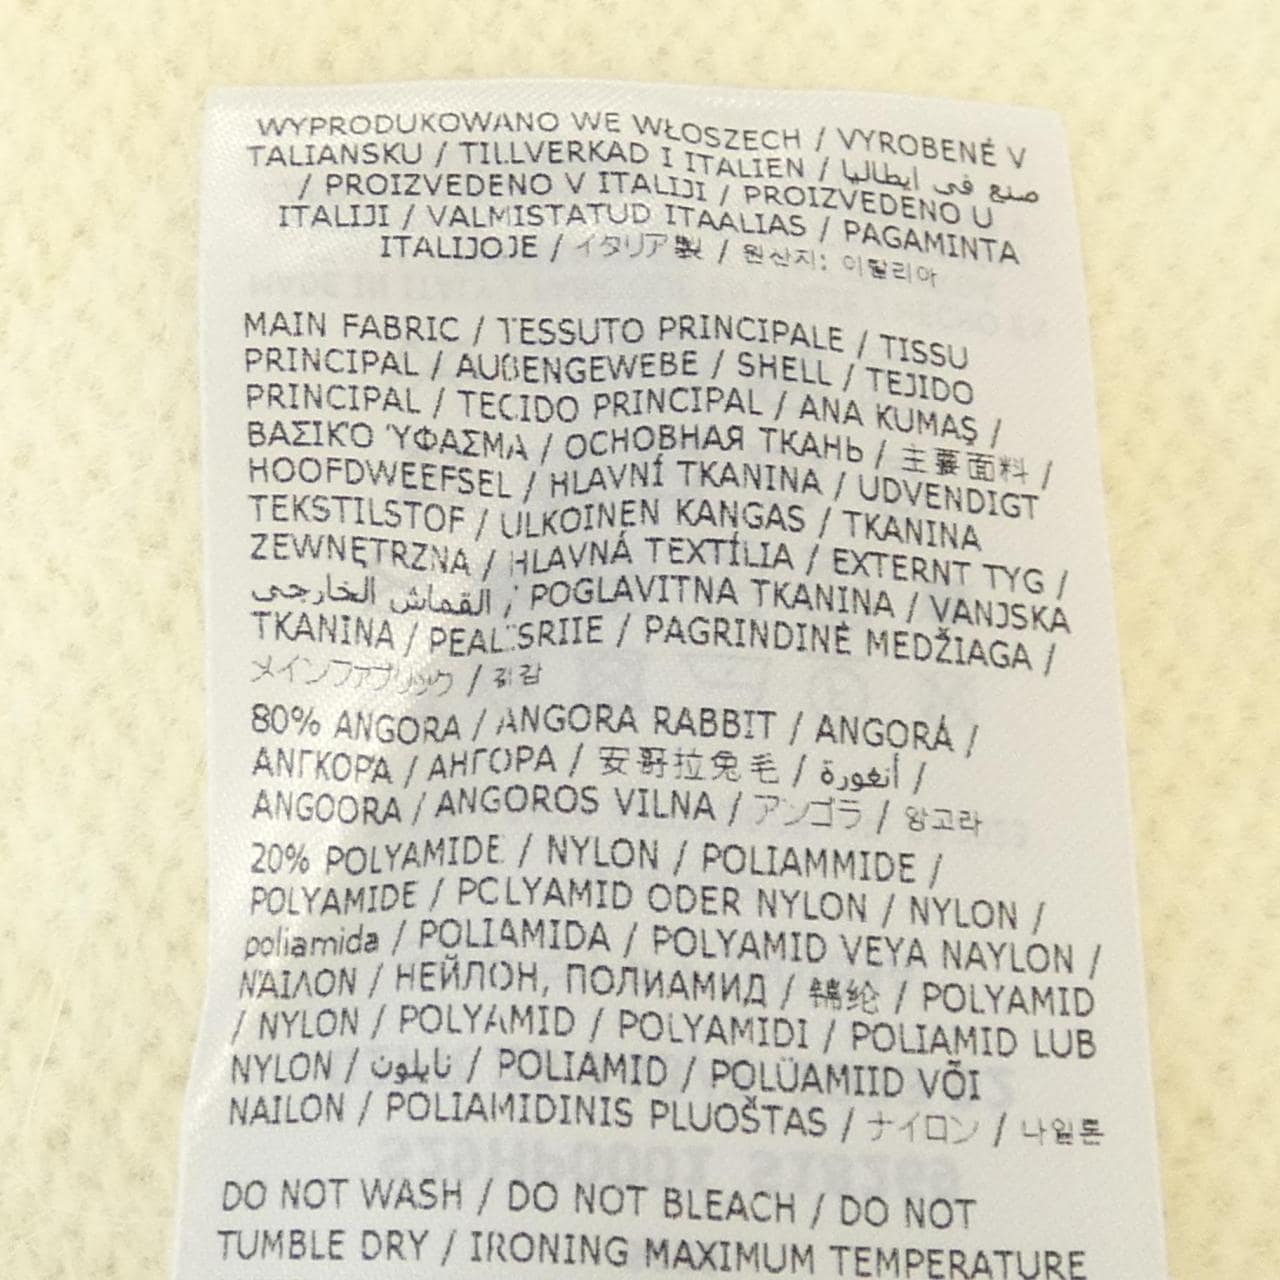 WYPRODUKOWANO WE WŁOSZECH / VYROBENÉ V
TALIANSKU / TILLVERKAD I ITALIEN / صنع في ايطاليا
/ PROIZVEDENO V ITALIJI / PROIZVEDENO U
ITALIJI / VALMISTATUD ITAALIAS / PAGAMINTA
ITALIJOJE / イタリア製 / 원산지: 이탈리아
MAIN FABRIC / TESSUTO PRINCIPALE / TISSU
PRINCIPAL / AUßENGEWEBE / SHELL / TEJIDO
PRINCIPAL / TECIDO PRINCIPAL / ANA KUMAŞ /
ΒΑΣΙΚΌ ΎΦΑΣΜΑ / ОСНОВНАЯ ТКАНЬ / 主要面料 /
HOOFDWEEFSEL / HLAVNÍ TKANINA / UDVENDIGT
TEKSTILSTOF / ULKOINEN KANGAS / TKANINA
ZEWNĘTRZNA / HLAVNÁ TEXTÍLIA / EXTERNT TYG /
القماش الخارجي / POGLAVITNA TKANINA / VANJSKA
TKANINA / PEALISRIIE / PAGRINDINĖ MEDŽIAGA /
メインファブリック / 겉감
80% ANGORA / ANGORA RABBIT / ANGORÁ /
ΑΝΓΚΟΡΆ / АНГОРА / 安哥拉兔毛 / أنغورة /
ANGOORA / ANGOROS VILNA / アンゴラ / 앙고라
20% POLYAMIDE / NYLON / POLIAMMIDE /
POLYAMIDE / POLYAMID ODER NYLON / NYLON /
poliamida / POLIAMIDA / POLYAMID VEYA NAYLON /
ΝΆΙΛΟΝ / НЕЙЛОН, ПОЛИАМИД / 锦纶 / POLYAMID
/ NYLON / POLYAMID / POLYAMIDI / POLIAMID LUB
NYLON / نايلون / POLIAMID / POLÜAMIID VÕI
NAILON / POLIAMIDINIS PLUOŠTAS / ナイロン / 나일론
DO NOT WASH / DO NOT BLEACH / DO NOT
TUMBLE DRY / IRONING MAXIMUM TEMPERATURE